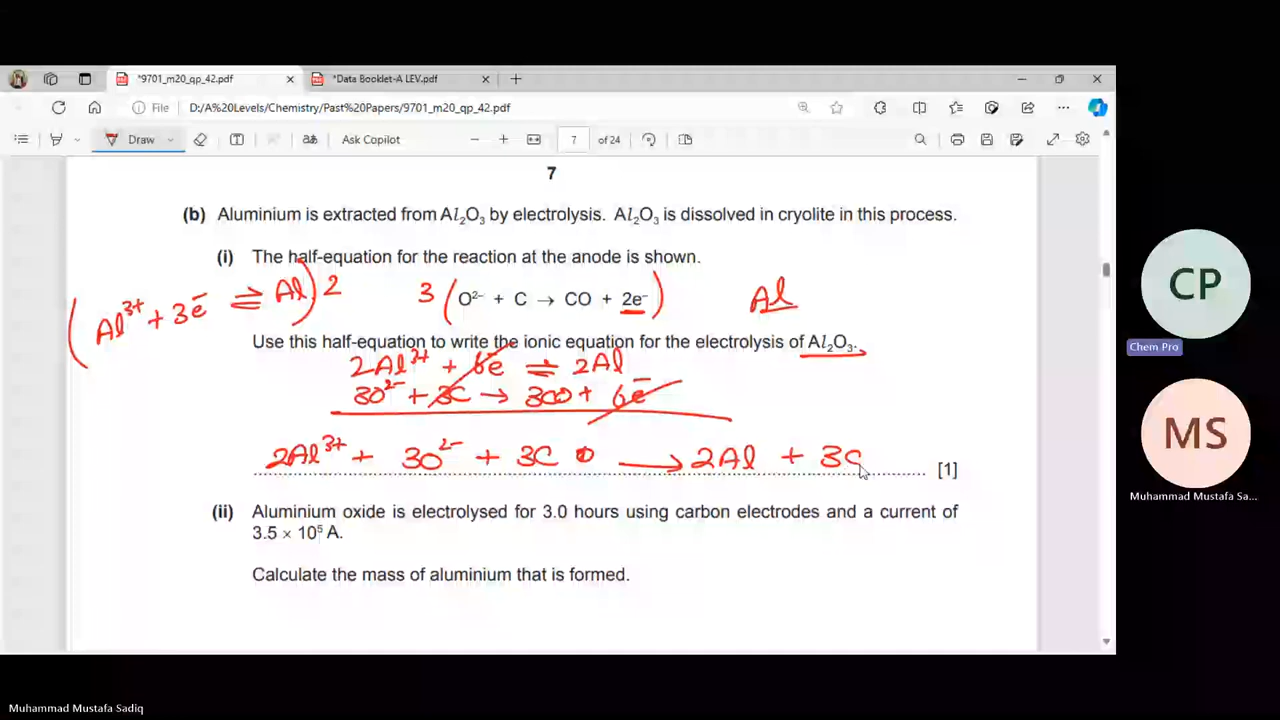 *9701_m20_qp_42.pdf
*Data Booklet-A LEV.pdf
File D:/A%20Levels/Chemistry/Past%20Papers/9701_m20_qp_42.pdf
Draw Ask Copilot 7 of 24
7
(b) Aluminium is extracted from Al₂O₃ by electrolysis. Al₂O₃ is dissolved in cryolite in this process.
(i) The half-equation for the reaction at the anode is shown.
(Al³⁺ + 3e⁻ ⇌ Al) 2
3 (O²⁻ + C → CO + 2e⁻)
Al
Use this half-equation to write the ionic equation for the electrolysis of Al₂O₃.
2Al³⁺ + 6e ⇌ 2Al
3O²⁻ + 3C → 3CO + 6e⁻
2Al³⁺ + 3O²⁻ + 3C → 2Al + 3C
[1]
(ii) Aluminium oxide is electrolysed for 3.0 hours using carbon electrodes and a current of
3.5 × 10⁵ A.
Calculate the mass of aluminium that is formed.
CP
Chem Pro
MS
Muhammad Mustafa Sa...
Muhammad Mustafa Sadiq